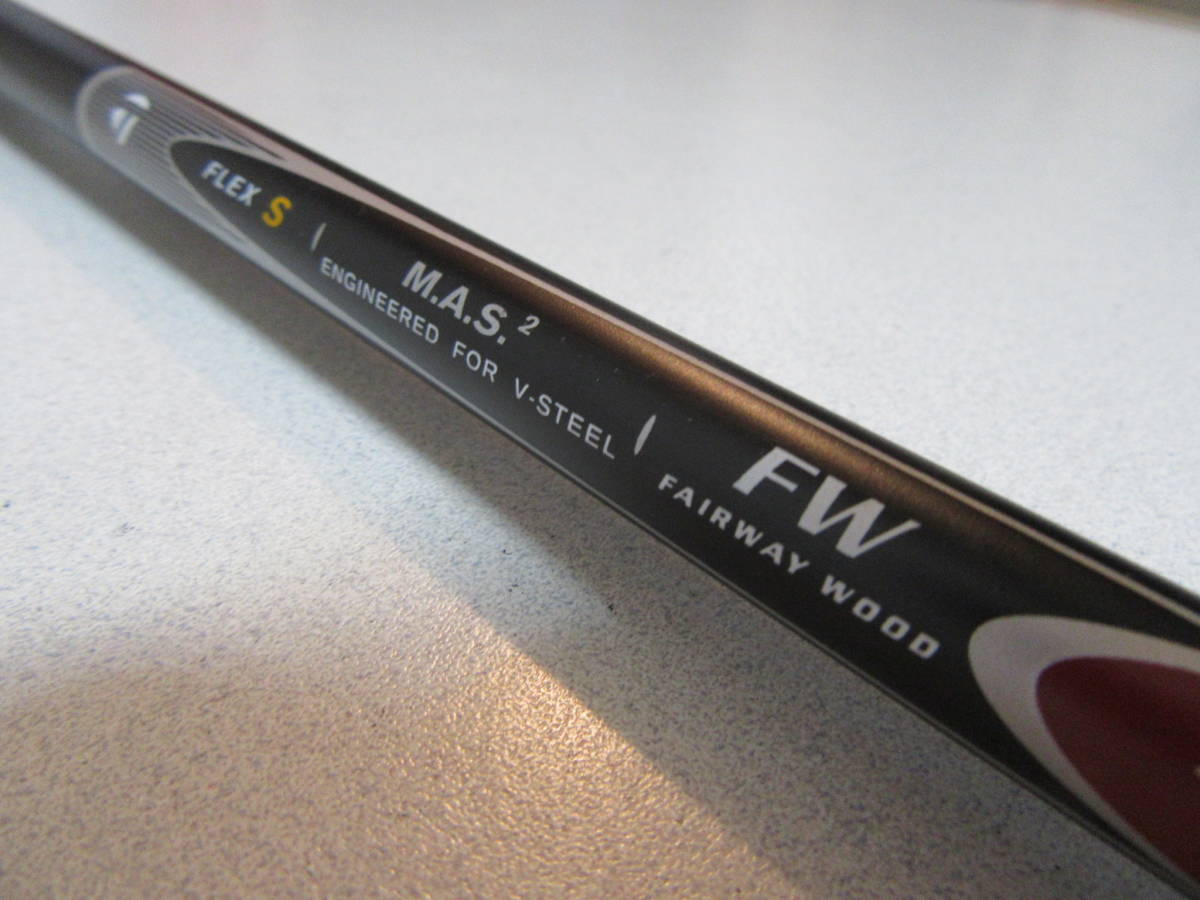 FLEX S
M.A.S.²
ENGINEERED FOR V-STEEL
FW
FAIRWAY WOOD